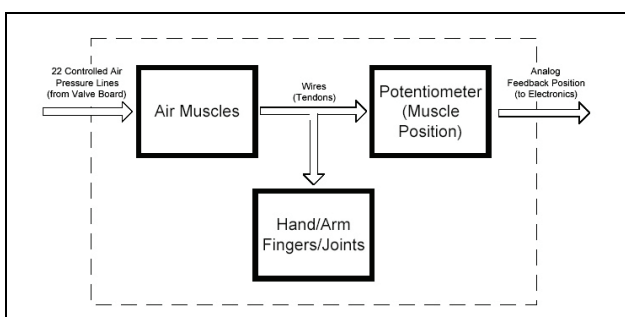 22 Controlled Air
Pressure Lines
(from Valve Board)
Air Muscles
Wires
(Tendons)
Potentiometer
(Muscle
Position)
Analog
Feedback Position
(to Electronics)
Hand/Arm
Fingers/Joints